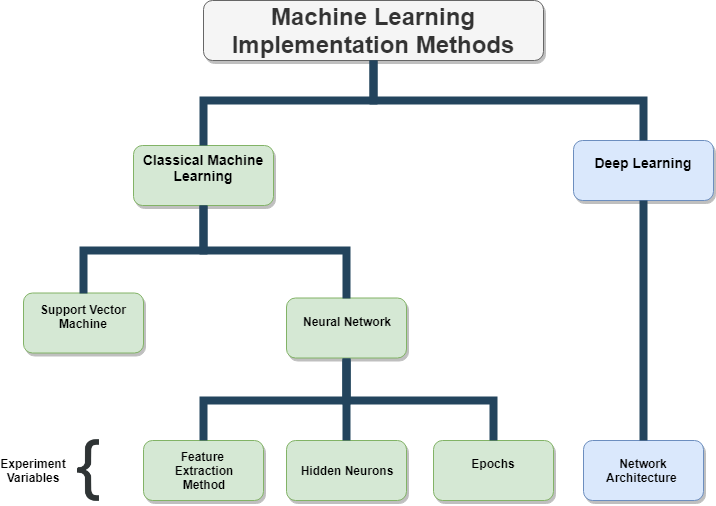 Machine Learning
Implementation Methods
Classical Machine
Learning
Deep Learning
Support Vector
Machine
Neural Network
Experiment
Variables
Feature
Extraction
Method
Hidden Neurons
Epochs
Network
Architecture